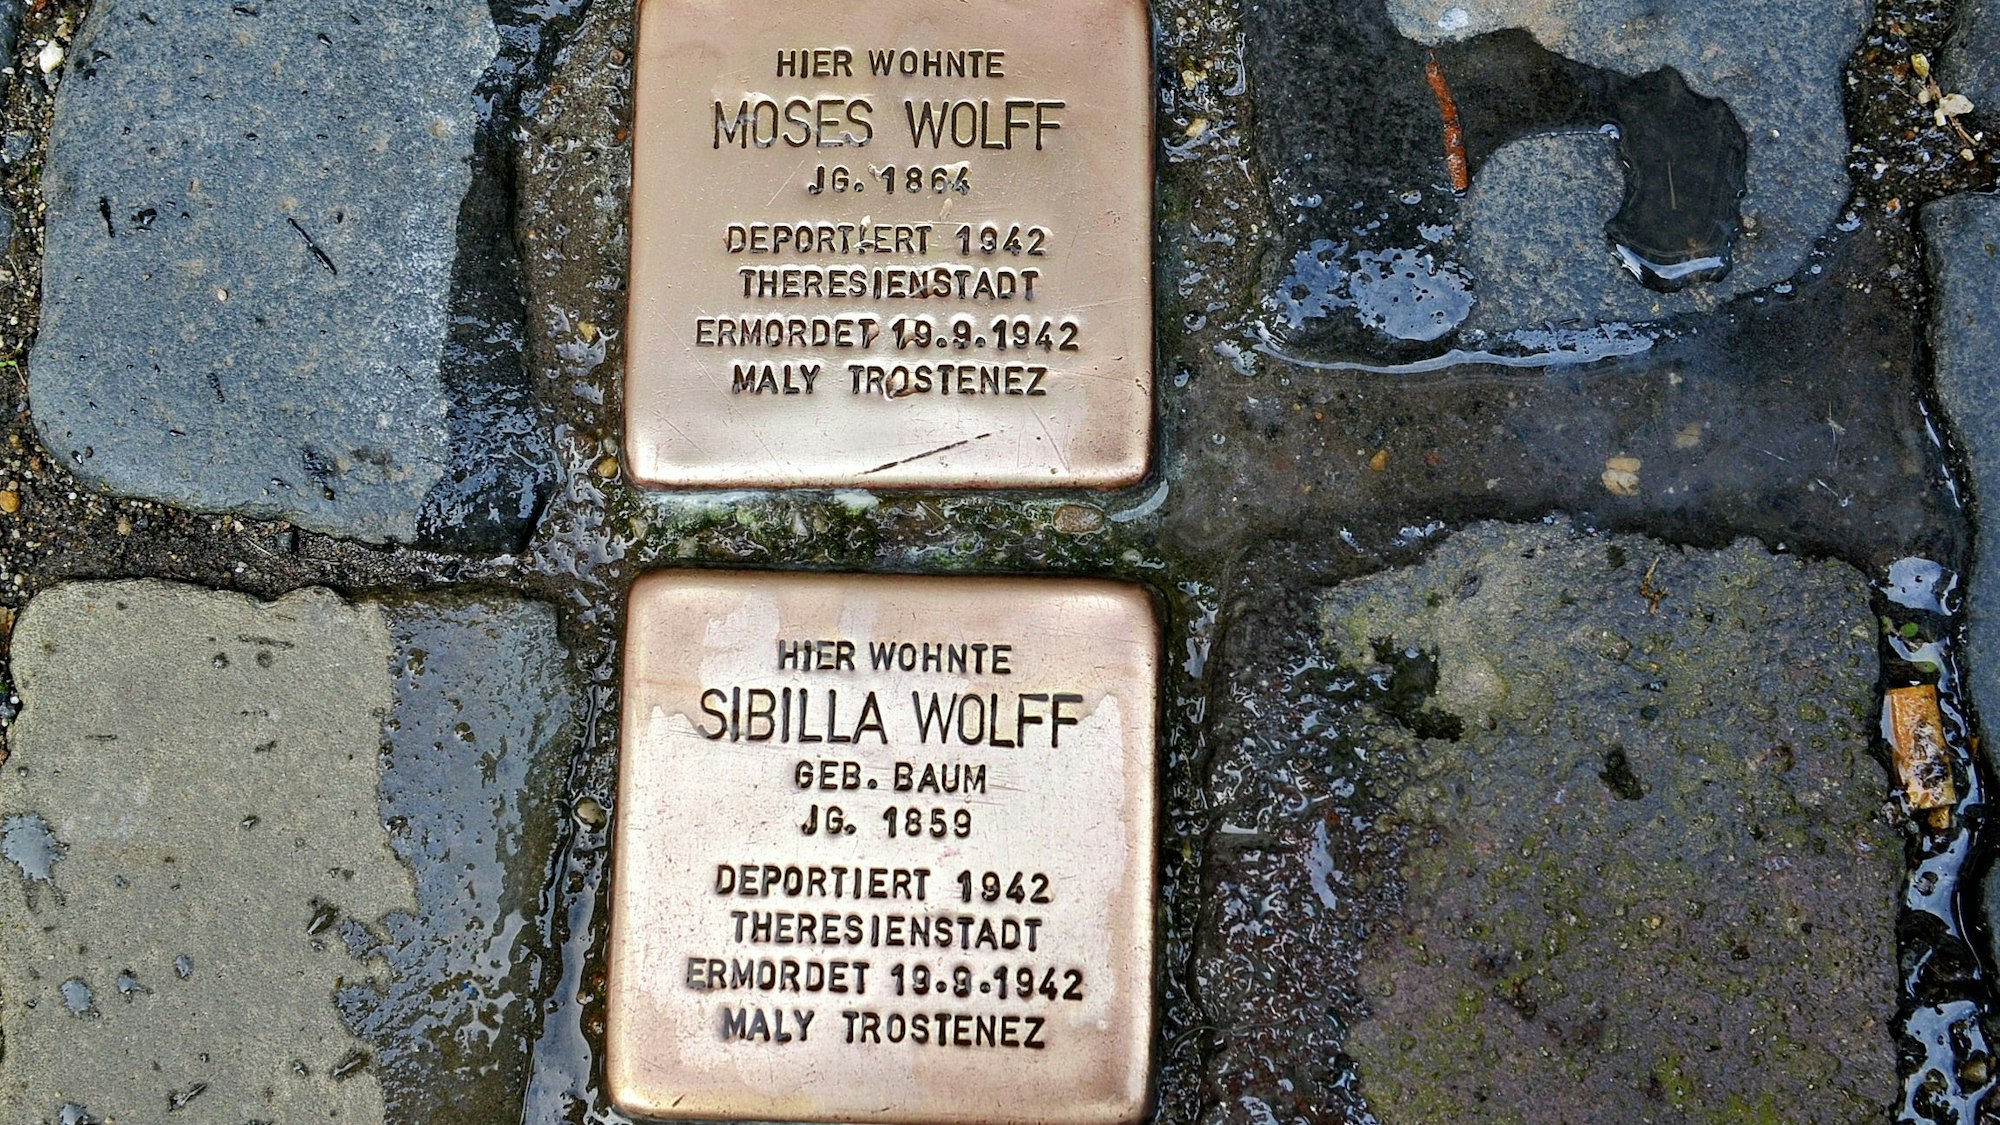 HIER WOHNTE
MOSES WOLFF
JG. 1864
DEPORTIERT 1942
THERESIENSTADT
ERMORDET 19.9.1942
MALY TROSTENEZ
HIER WOHNTE
SIBILLA WOLFF
GEB. BAUM
JG. 1859
DEPORTIERT 1942
THERESIENSTADT
ERMORDET 19.9.1942
MALY TROSTENEZ